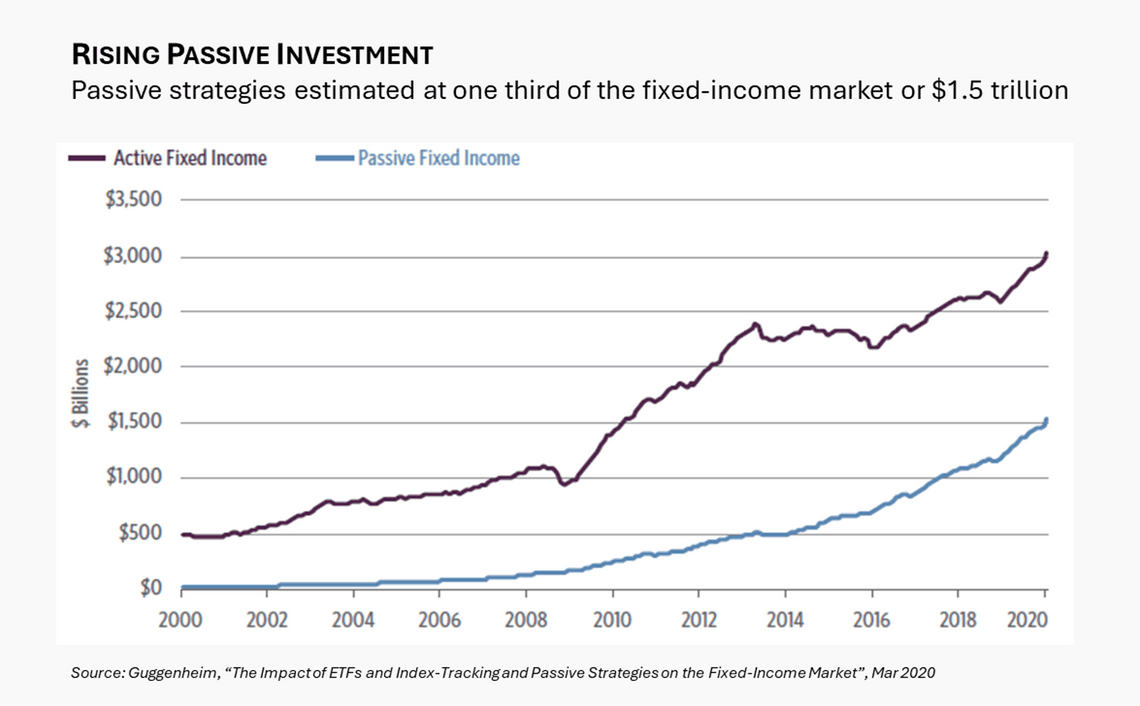 RISING PASSIVE INVESTMENT
Passive strategies estimated at one third of the fixed-income market or $1.5 trillion
Active Fixed Income Passive Fixed Income
$3,500
$3,000
$2,500
$2,000
$1,500
$1,000
$500
$0
$ Billions
2000 2002 2004 2006 2008 2010 2012 2014 2016 2018 2020
Source: Guggenheim, “The Impact of ETFs and Index-Tracking and Passive Strategies on the Fixed-Income Market”, Mar 2020